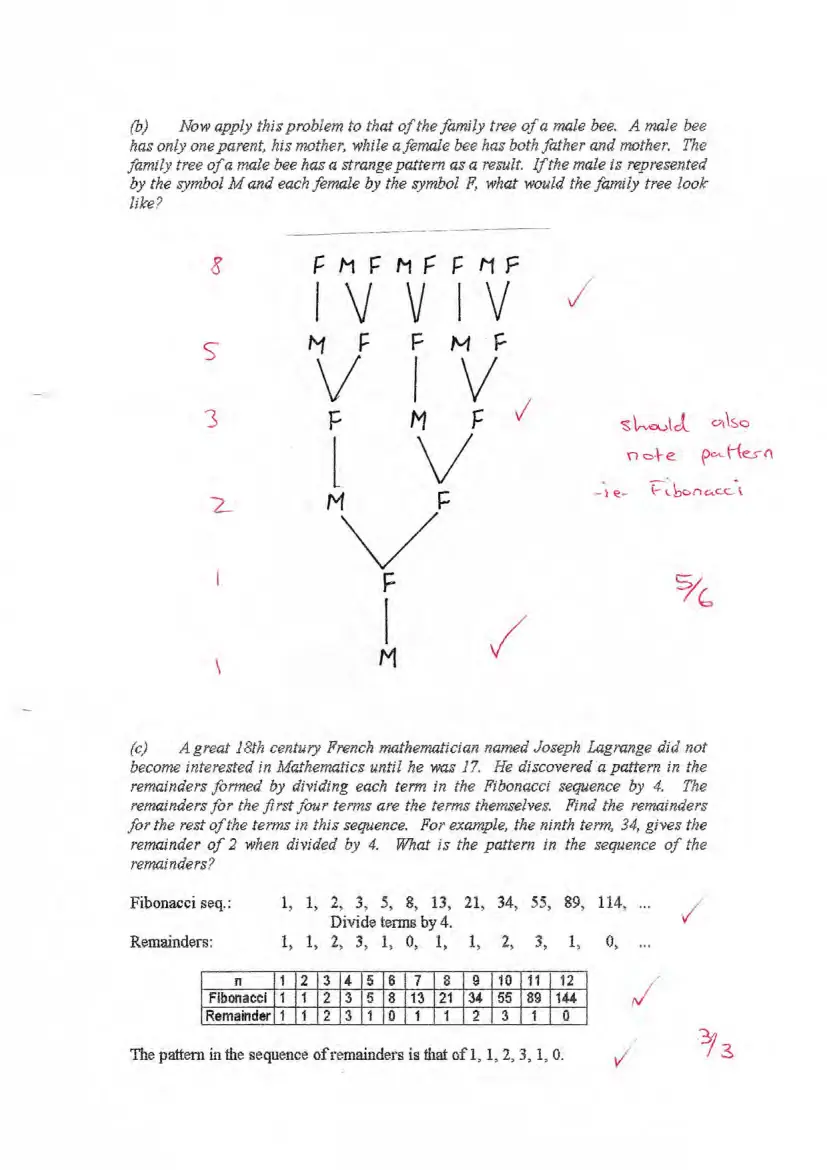 (b) Now apply this problem to that of the family tree of a male bee. A male bee
has only one parent, his mother, while a female bee has both father and mother. The
family tree of a male bee has a strange pattern as a result. If the male is represented
by the symbol M and each female by the symbol F, what would the family tree look
like?
8 F M F M F F M F
5 M F F M F
3 F M F
should also
note pattern
-ie- Fibonacci
2 M F
1 F
5/6
1 M
(c) A great 18th century French mathematician named Joseph Lagrange did not
become interested in Mathematics until he was 17. He discovered a pattern in the
remainders formed by dividing each term in the Fibonacci sequence by 4. The
remainders for the first four terms are the terms themselves. Find the remainders
for the rest of the terms in this sequence. For example, the ninth term, 34, gives the
remainder of 2 when divided by 4. What is the pattern in the sequence of the
remainders?
Fibonacci seq.: 1, 1, 2, 3, 5, 8, 13, 21, 34, 55, 89, 114, ...
Divide terms by 4.
Remainders: 1, 1, 2, 3, 1, 0, 1, 1, 2, 3, 1, 0, ...
n 1 2 3 4 5 6 7 8 9 10 11 12
Fibonacci 1 1 2 3 5 8 13 21 34 55 89 144
Remainder 1 1 2 3 1 0 1 1 2 3 1 0
The pattern in the sequence of remainders is that of 1, 1, 2, 3, 1, 0.
3/3